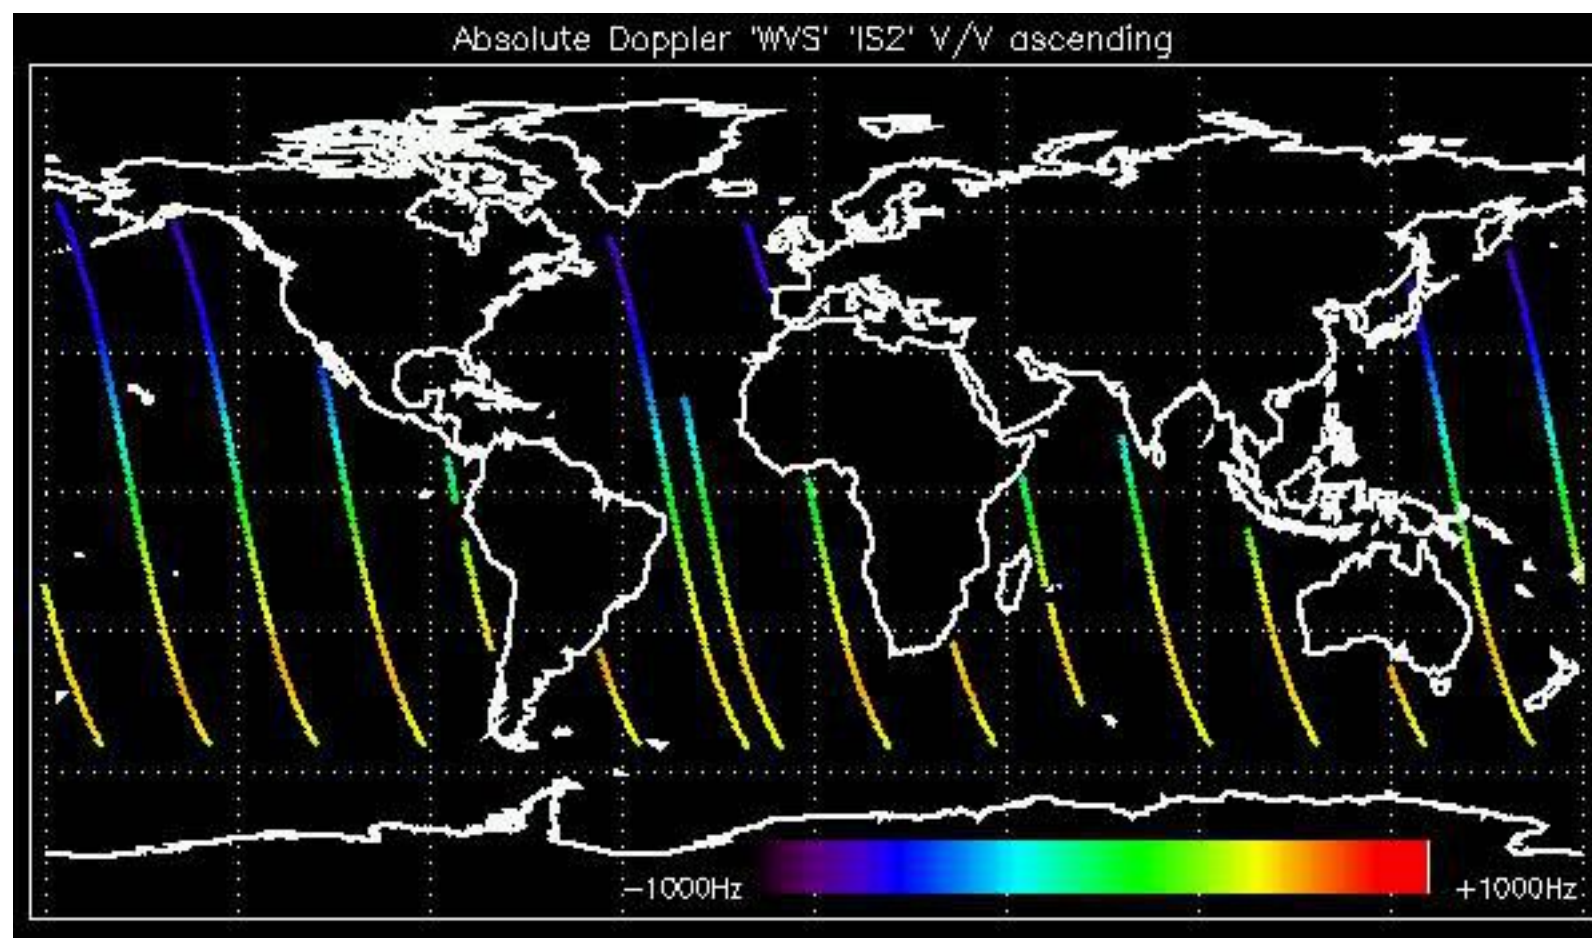 Absolute Doppler 'WVS' 'IS2' V/V ascending
−1000Hz
+1000Hz